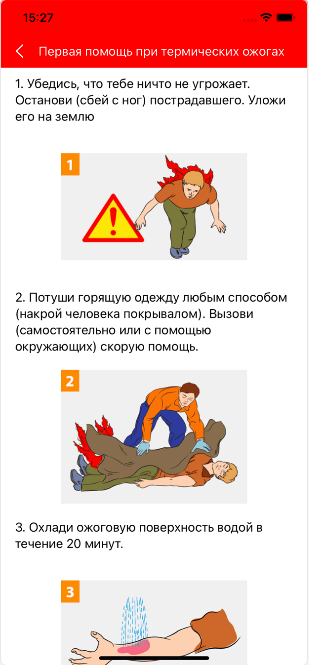 15:27
Первая помощь при термических ожогах
1. Убедись, что тебе ничто не угрожает.
Останови (сбей с ног) пострадавшего. Уложи
его на землю
1
2. Потуши горящую одежду любым способом
(накрой человека покрывалом). Вызови
(самостоятельно или с помощью
окружающих) скорую помощь.
2
3. Охлади ожоговую поверхность водой в
течение 20 минут.
3